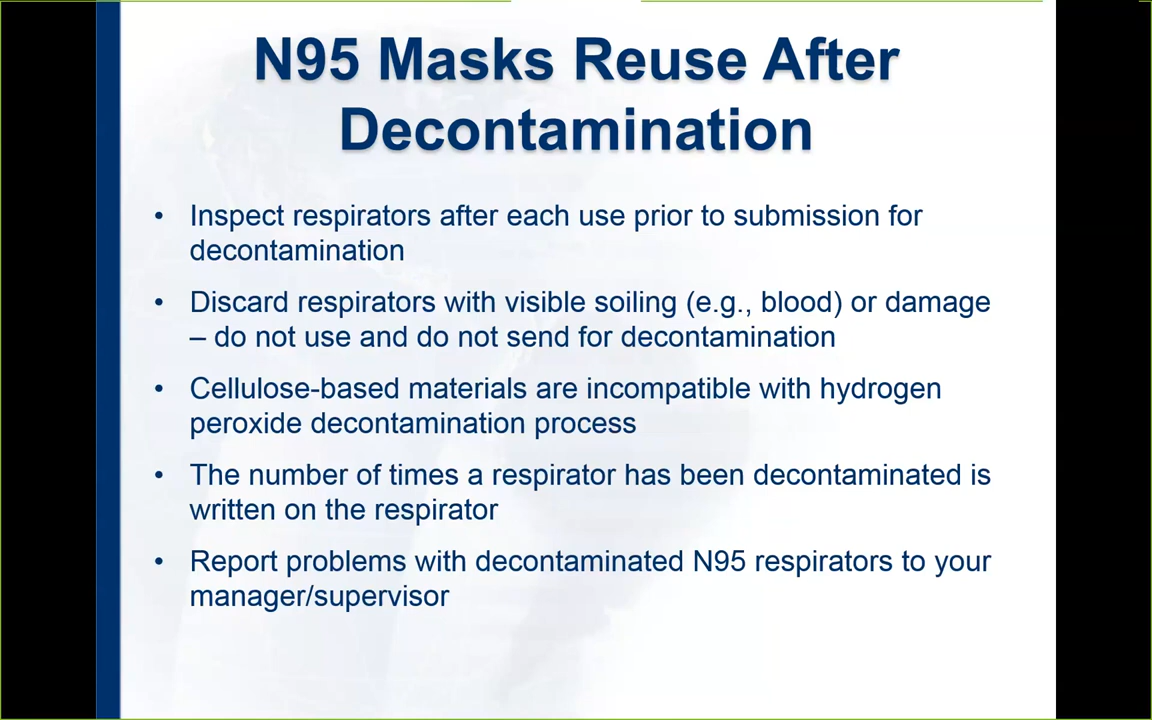 N95 Masks Reuse After
Decontamination
• Inspect respirators after each use prior to submission for
decontamination
• Discard respirators with visible soiling (e.g., blood) or damage
– do not use and do not send for decontamination
• Cellulose-based materials are incompatible with hydrogen
peroxide decontamination process
• The number of times a respirator has been decontaminated is
written on the respirator
• Report problems with decontaminated N95 respirators to your
manager/supervisor